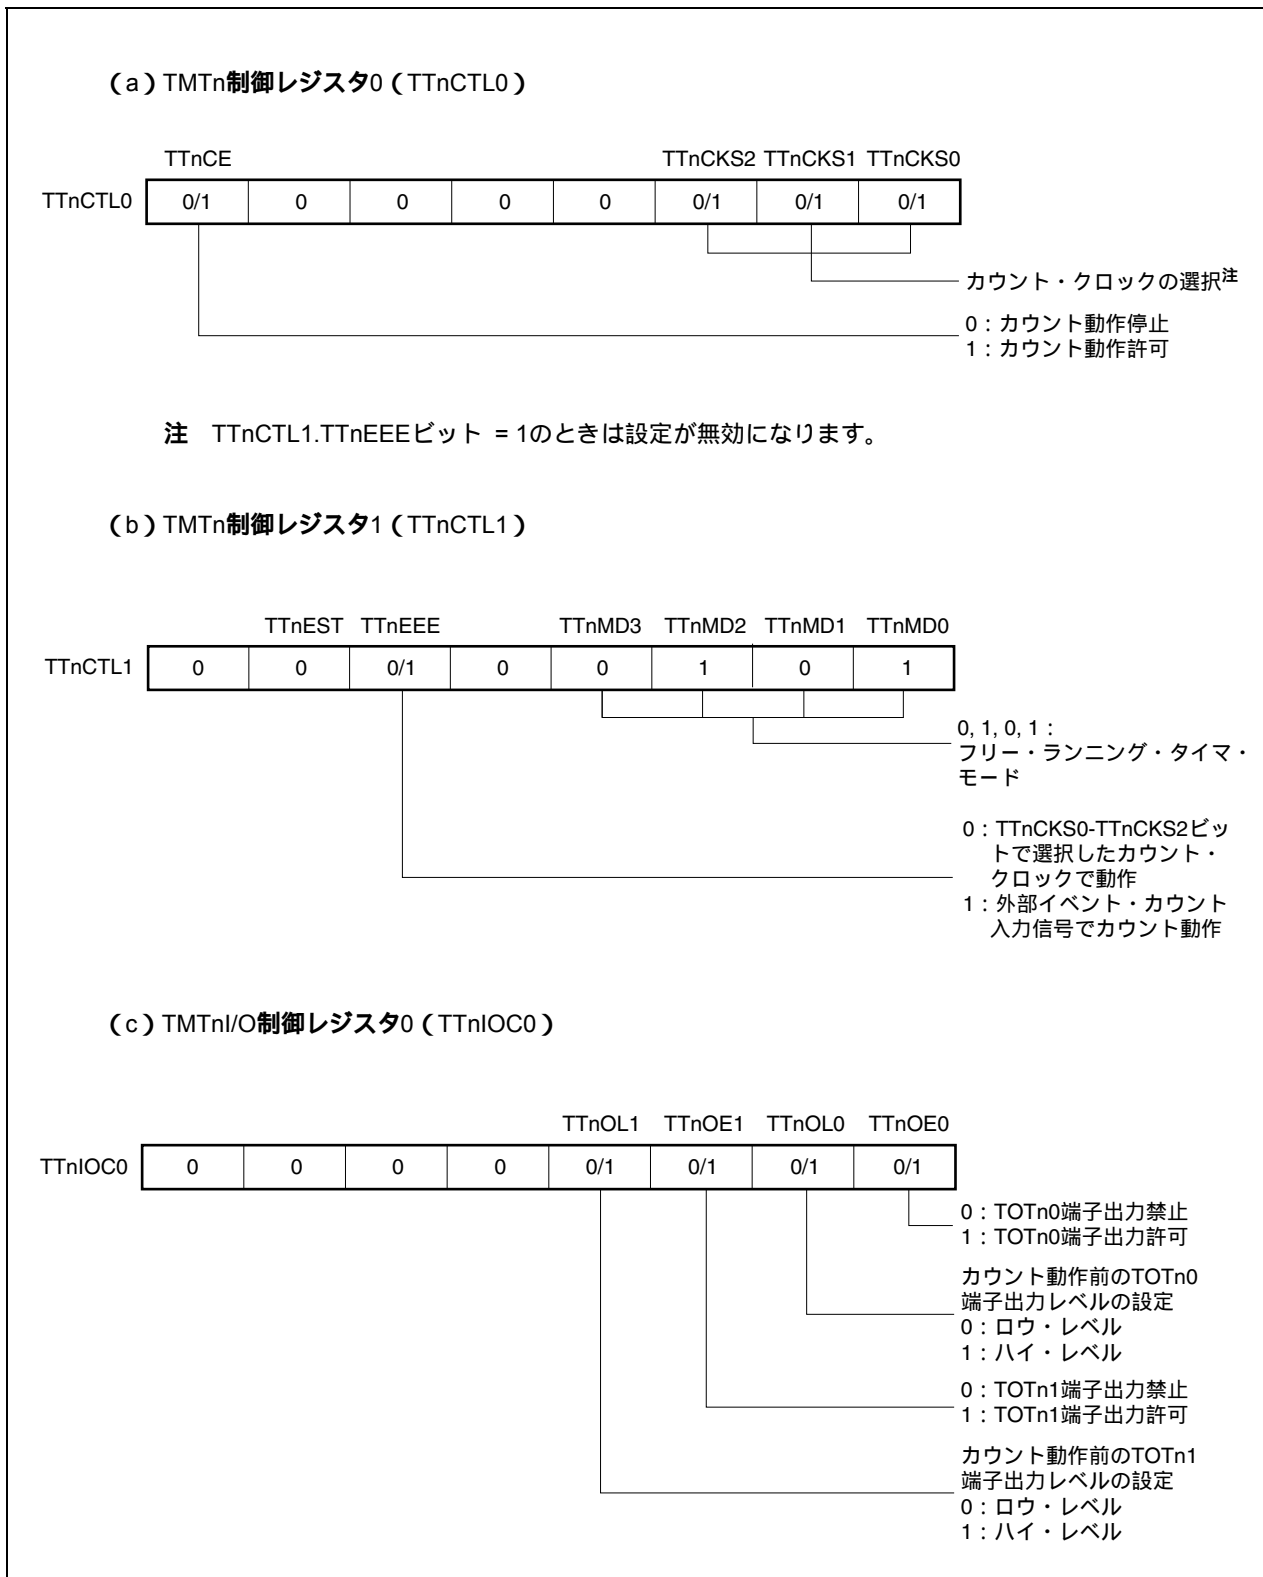 (a) TMTn制御レジスタ0 (TTnCTL0)
TTnCE TTnCKS2 TTnCKS1 TTnCKS0
TTnCTL0 0/1 0 0 0 0 0/1 0/1 0/1
カウント・クロックの選択注
0：カウント動作停止
1：カウント動作許可
注 TTnCTL1.TTnEEEビット = 1のときは設定が無効になります。
(b) TMTn制御レジスタ1 (TTnCTL1)
TTnEST TTnEEE TTnMD3 TTnMD2 TTnMD1 TTnMD0
TTnCTL1 0 0 0/1 0 0 1 0 1
0, 1, 0, 1：
フリー・ランニング・タイマ・
モード
0：TTnCKS0-TTnCKS2ビッ
トで選択したカウント・
クロックで動作
1：外部イベント・カウント
入力信号でカウント動作
(c) TMTnI/O制御レジスタ0 (TTnIOC0)
TTnOL1 TTnOE1 TTnOL0 TTnOE0
TTnIOC0 0 0 0 0 0/1 0/1 0/1 0/1
0：TOTn0端子出力禁止
1：TOTn0端子出力許可
カウント動作前のTOTn0
端子出力レベルの設定
0：ロウ・レベル
1：ハイ・レベル
0：TOTn1端子出力禁止
1：TOTn1端子出力許可
カウント動作前のTOTn1
端子出力レベルの設定
0：ロウ・レベル
1：ハイ・レベル